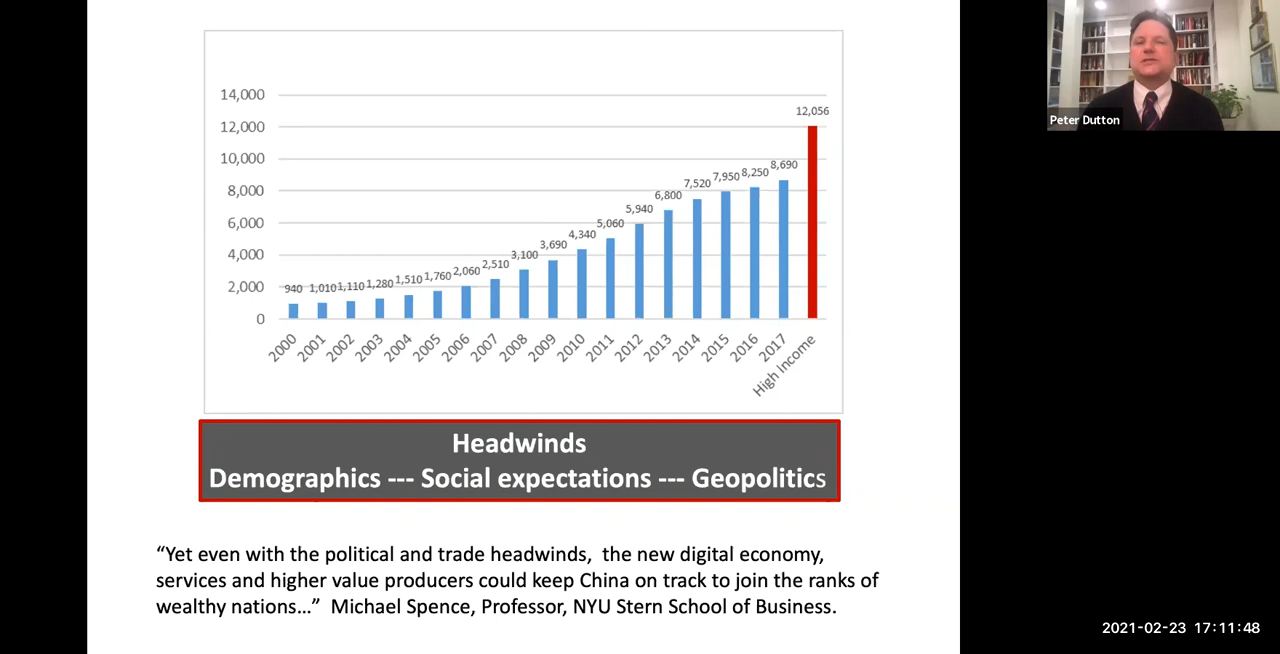 14,000
12,000
10,000
8,000
6,000
4,000
2,000
0
940 1,010 1,110 1,280 1,510 1,760 2,060 2,510 3,100 3,690 4,340 5,060 5,940 6,800 7,520 7,950 8,250 8,690 12,056
2000 2001 2002 2003 2004 2005 2006 2007 2008 2009 2010 2011 2012 2013 2014 2015 2016 2017 High Income
Headwinds
Demographics --- Social expectations --- Geopolitics
“Yet even with the political and trade headwinds,  the new digital economy,
services and higher value producers could keep China on track to join the ranks of
wealthy nations…”  Michael Spence, Professor, NYU Stern School of Business.
Peter Dutton
2021-02-23 17:11:48